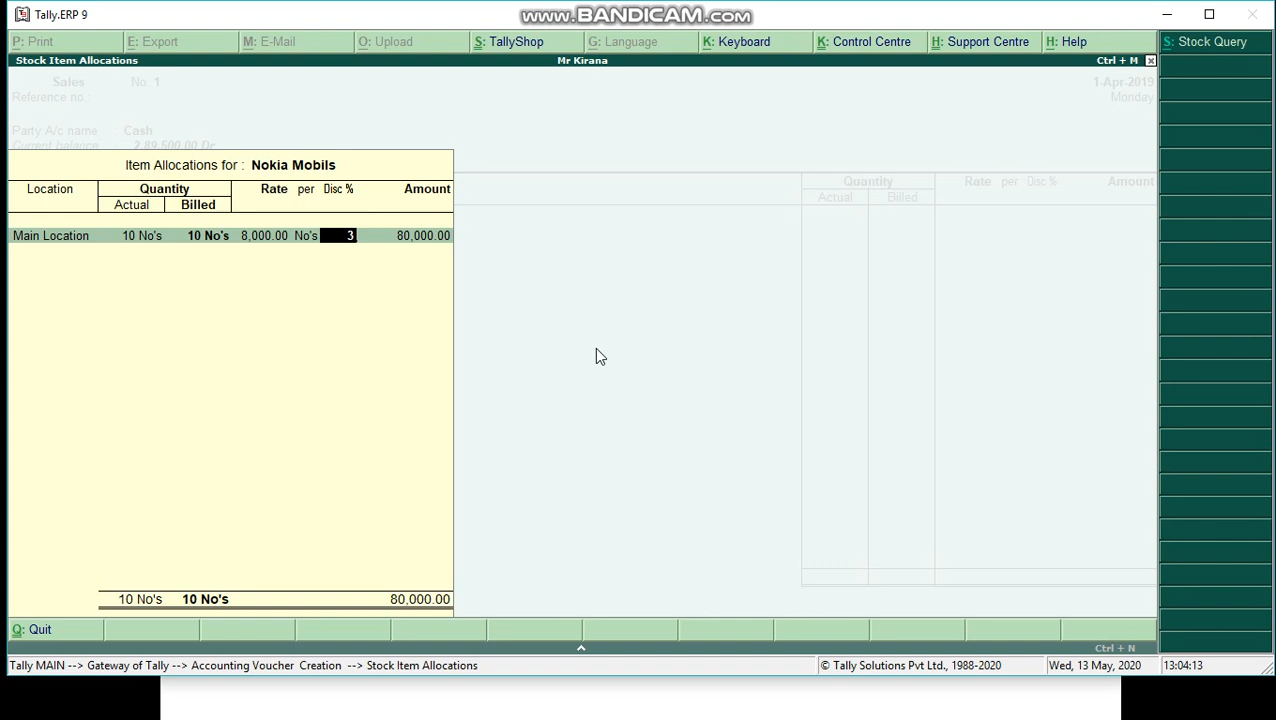 Tally.ERP 9
www.BANDICAM.com
P: Print E: Export M: E-Mail O: Upload S: TallyShop G: Language K: Keyboard K: Control Centre H: Support Centre H: Help S: Stock Query
Stock Item Allocations Mr Kirana Ctrl + M
Sales No. 1 1-Apr-2019
Reference no.: Monday
Party A/c name : Cash
Current balance : 2,89,500.00 Dr
Item Allocations for : Nokia Mobils
Location Quantity Rate per Disc % Amount
Actual Billed
Quantity Rate per Disc % Amount
Actual Billed
Main Location 10 No's 10 No's 8,000.00 No's 3 80,000.00
10 No's 10 No's 80,000.00
Q: Quit
Ctrl + N
Tally MAIN --> Gateway of Tally --> Accounting Voucher Creation --> Stock Item Allocations © Tally Solutions Pvt Ltd., 1988-2020 Wed, 13 May, 2020 13:04:13